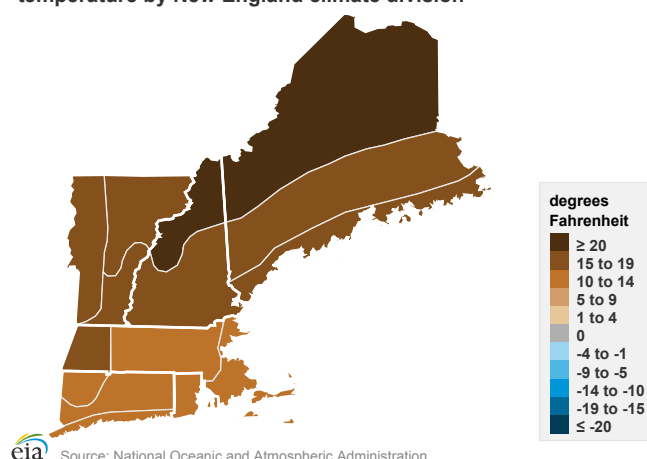 temperature by New England climate division
degrees
Fahrenheit
≥ 20
15 to 19
10 to 14
5 to 9
1 to 4
0
-4 to -1
-9 to -5
-14 to -10
-19 to -15
≤ -20
eia
Source: National Oceanic and Atmospheric Administration